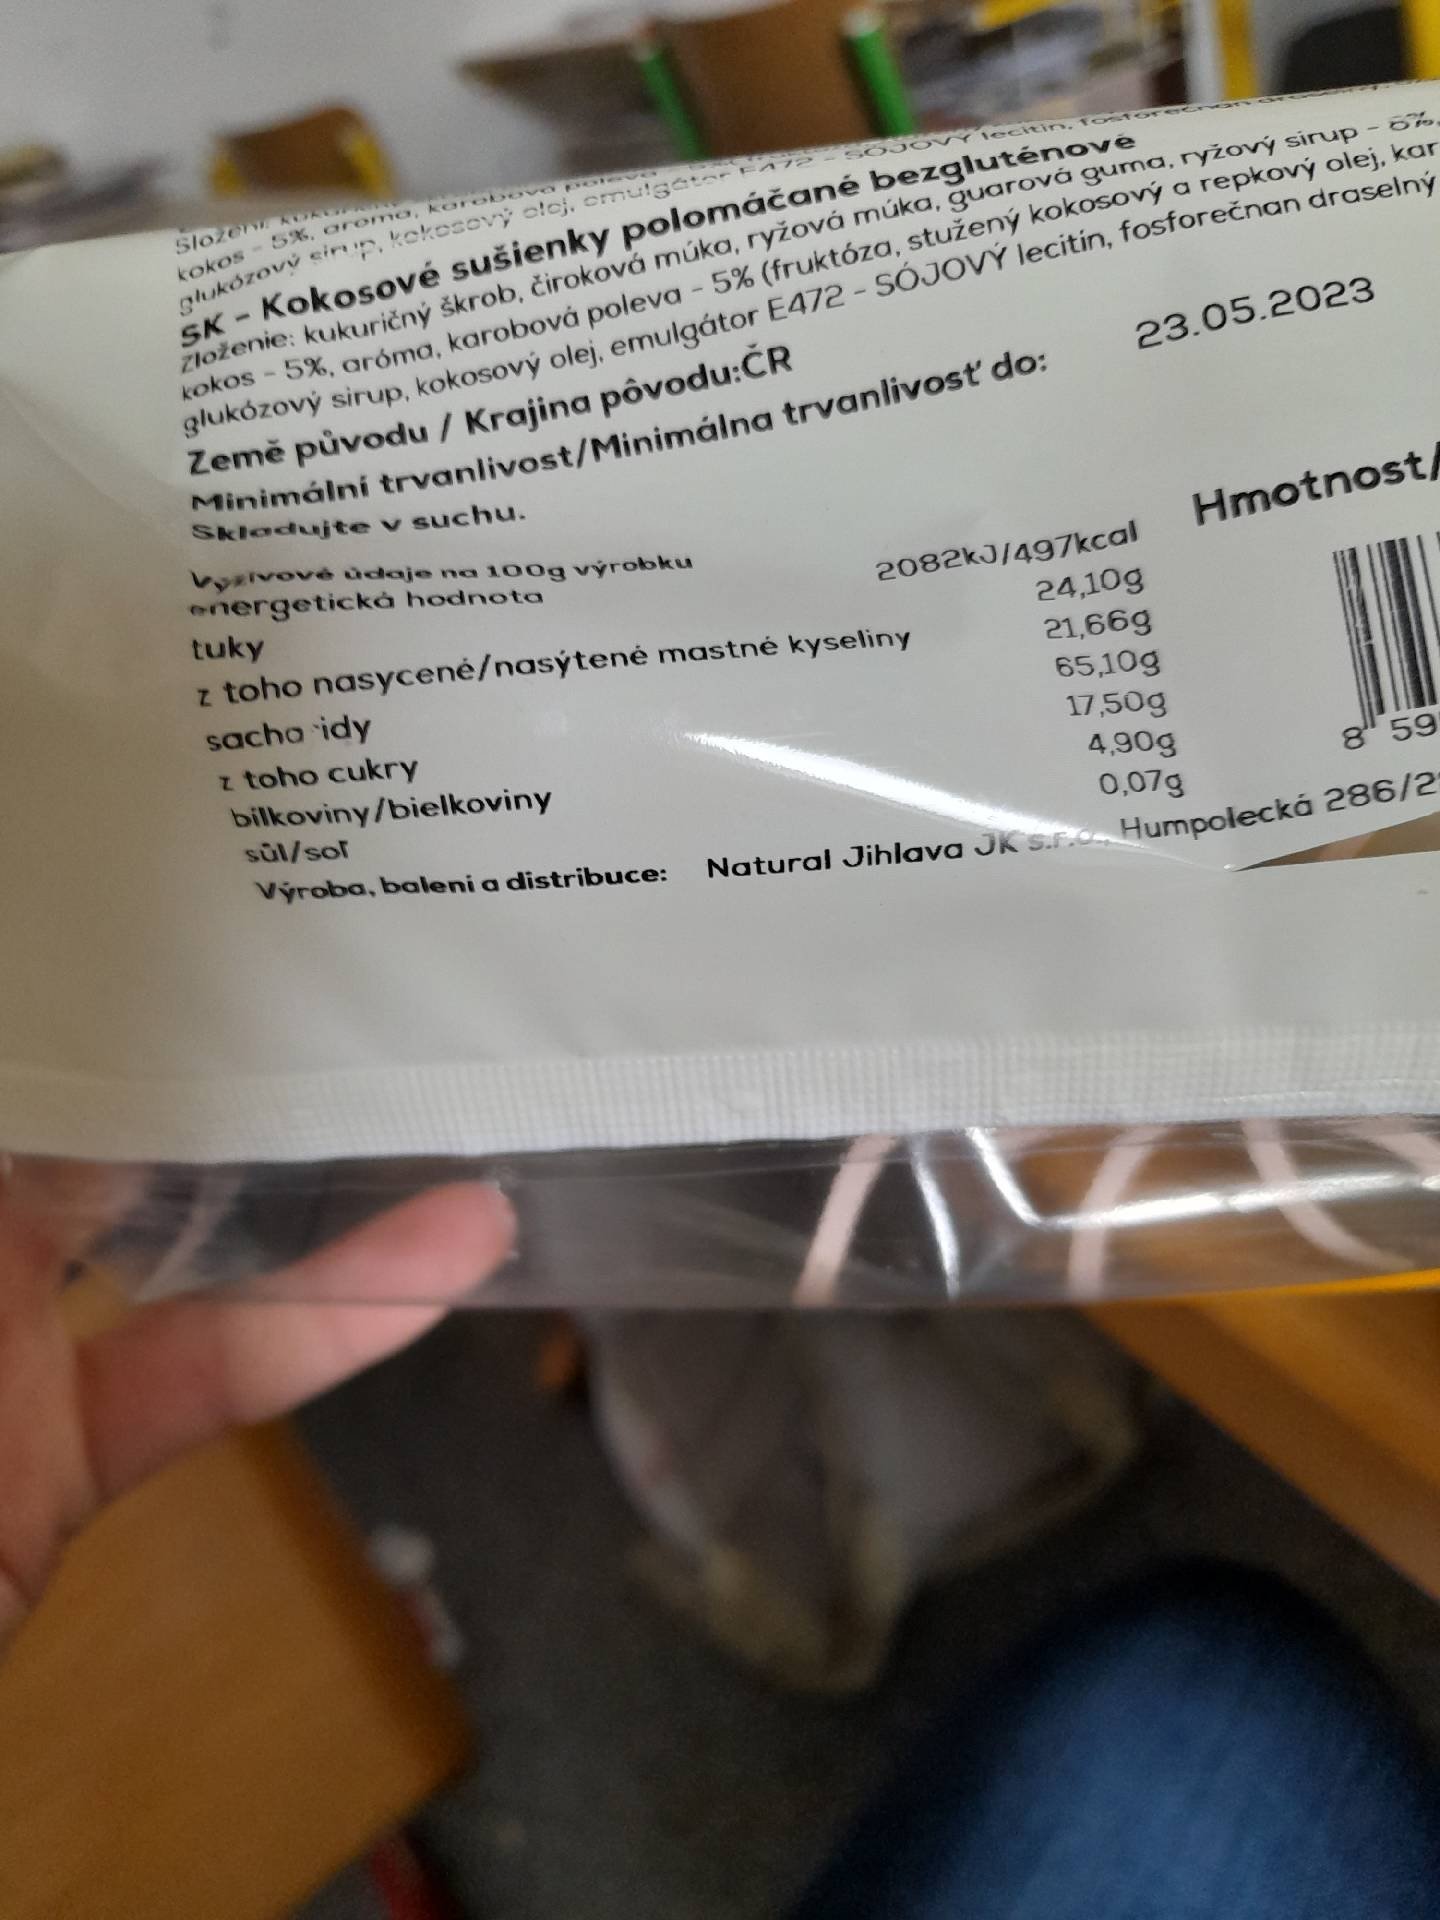 kokos - 5%, aroma, karobová poleva
glukózový sirup, kokosový olej, emulgátor E472 - SÓJOVÝ lecitin,
SK - Kokosové sušienky polomáčané bezgluténové
Zloženie: kukuričný škrob, čiroková múka, ryžová múka, guarová guma, ryžový sirup -
kokos - 5%, aróma, karobová poleva - 5% (fruktóza, stužený kokosový a repkový olej, kar
glukózový sirup, kokosový olej, emulgátor E472 - SÓJOVÝ lecitín, fosforečnan draselný
Země původu / Krajina pôvodu:ČR
Minimální trvanlivost/Minimálna trvanlivosť do: 23.05.2023
Skladujte v suchu.
Hmotnost/
Vyživové údaje na 100g výrobku
energetická hodnota 2082kJ/497kcal
tuky 24,10g
z toho nasycené/nasýtené mastné kyseliny 21,66g
sacha idy 65,10g
z toho cukry 17,50g
bílkoviny/bielkoviny 4,90g
sůl/soľ 0,07g
8 59
Výroba, balení a distribuce: Natural Jihlava JK s.r.o., Humpolecká 286/2